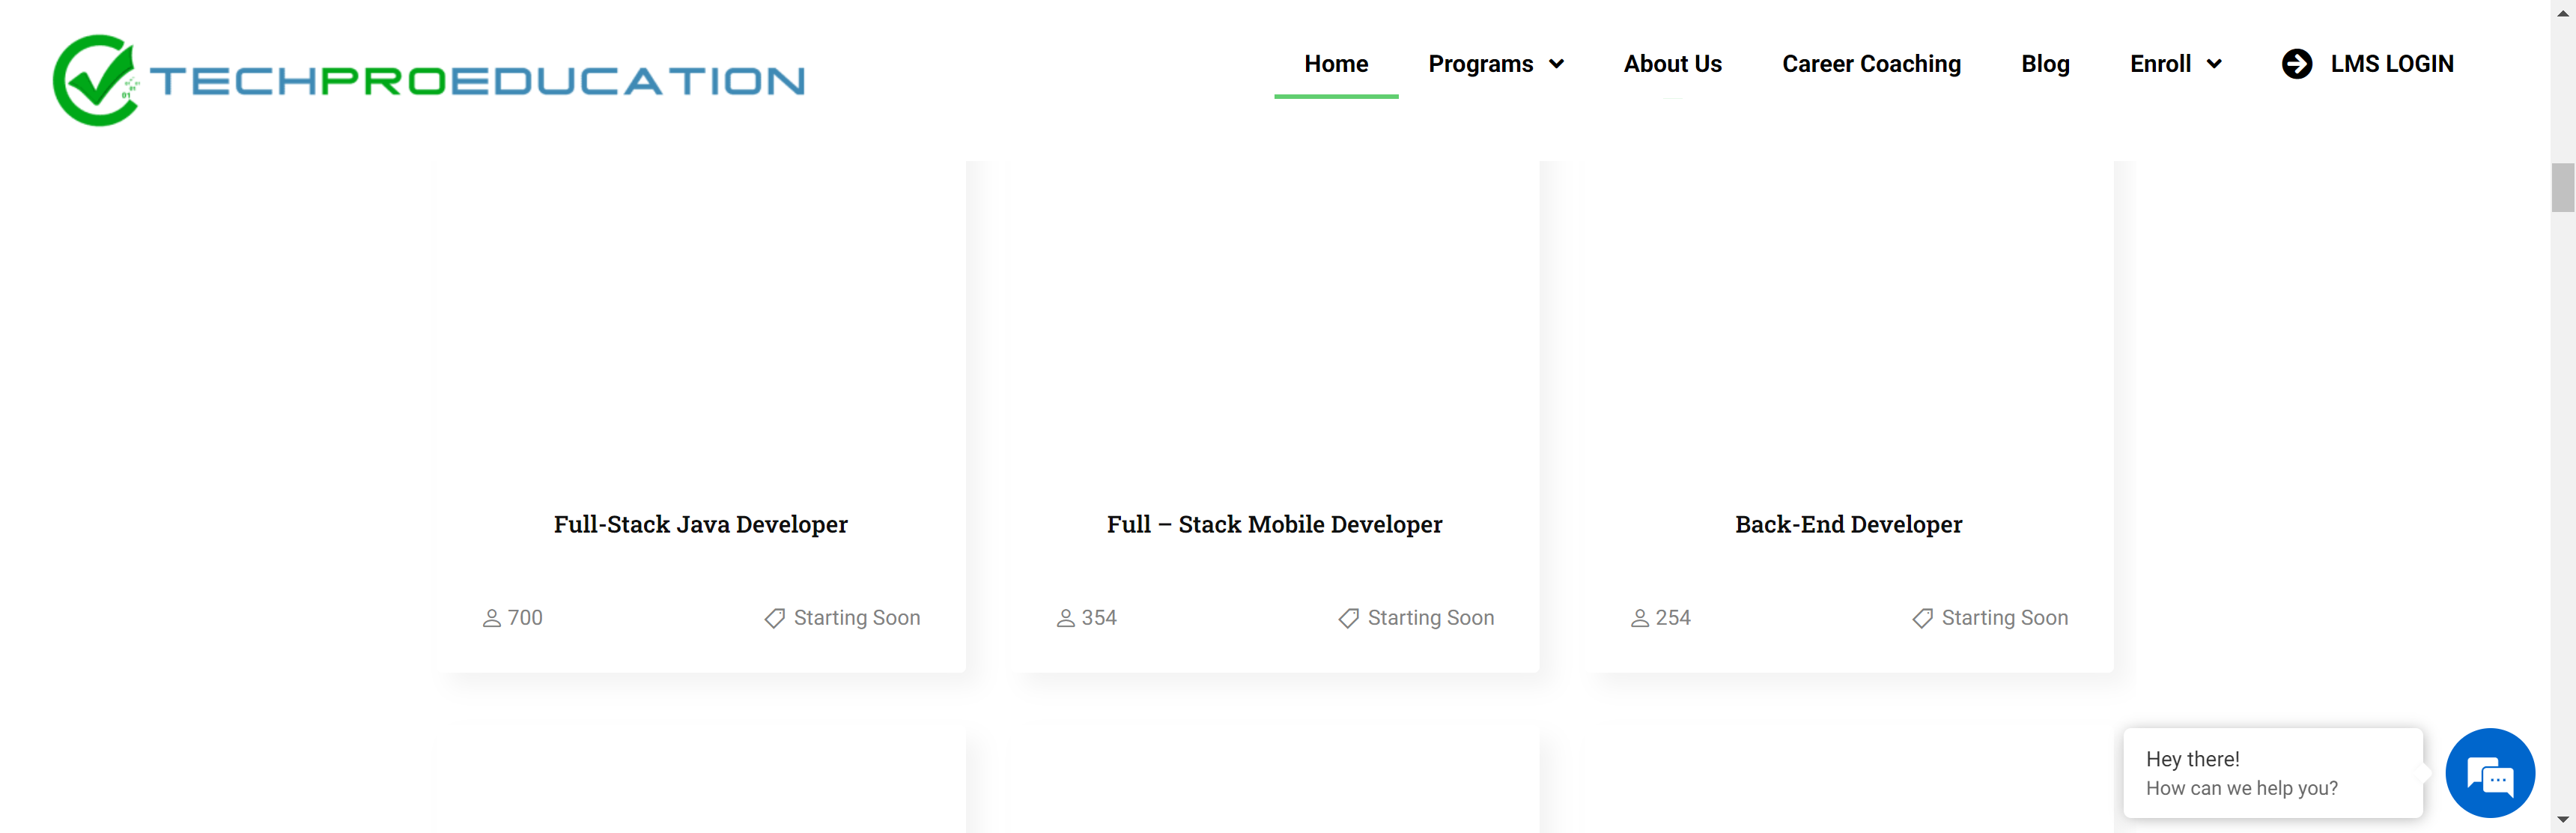 TECHPROEDUCATION
Home Programs About Us Career Coaching Blog Enroll LMS LOGIN
Full-Stack Java Developer
700 Starting Soon
Full – Stack Mobile Developer
354 Starting Soon
Back-End Developer
254 Starting Soon
Hey there!
How can we help you?